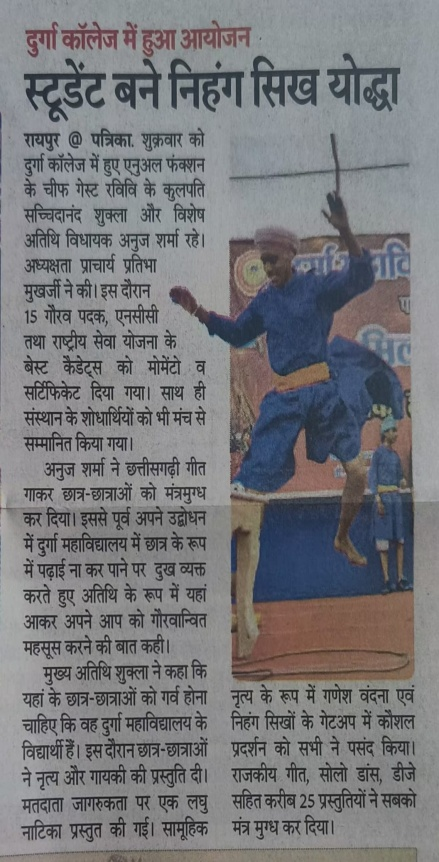 दुर्गा कॉलेज में हुआ आयोजन
स्टूडेंट बने निहंग सिख योद्धा
रायपुर @ पत्रिका. शुक्रवार को
दुर्गा कॉलेज में हुए एनुअल फंक्शन
के चीफ गेस्ट रविवि के कुलपति
सच्चिदानंद शुक्ला और विशेष
अतिथि विधायक अनुज शर्मा रहे।
अध्यक्षता प्राचार्य प्रतिभा
मुखर्जी ने की। इस दौरान
15 गौरव पदक, एनसीसी
तथा राष्ट्रीय सेवा योजना के
बेस्ट कैडेट्स को मोमेंटो व
सर्टिफिकेट दिया गया। साथ ही
संस्थान के शोधार्थियों को भी मंच से
सम्मानित किया गया।
अनुज शर्मा ने छत्तीसगढ़ी गीत
गाकर छात्र-छात्राओं को मंत्रमुग्ध
कर दिया। इससे पूर्व अपने उद्बोधन
में दुर्गा महाविद्यालय में छात्र के रूप
में पढ़ाई ना कर पाने पर दुख व्यक्त
करते हुए अतिथि के रूप में यहां
आकर अपने आप को गौरवान्वित
महसूस करने की बात कही।
मुख्य अतिथि शुक्ला ने कहा कि
यहां के छात्र-छात्राओं को गर्व होना
चाहिए कि वह दुर्गा महाविद्यालय के
विद्यार्थी हैं। इस दौरान छात्र-छात्राओं
ने नृत्य और गायकी की प्रस्तुति दी।
मतदाता जागरुकता पर एक लघु
नाटिका प्रस्तुत की गई। सामूहिक
नृत्य के रूप में गणेश वंदना एवं
निहंग सिखों के गेटअप में कौशल
प्रदर्शन को सभी ने पसंद किया।
राजकीय गीत, सोलो डांस, डीजे
सहित करीब 25 प्रस्तुतियों ने सबको
मंत्र मुग्ध कर दिया।